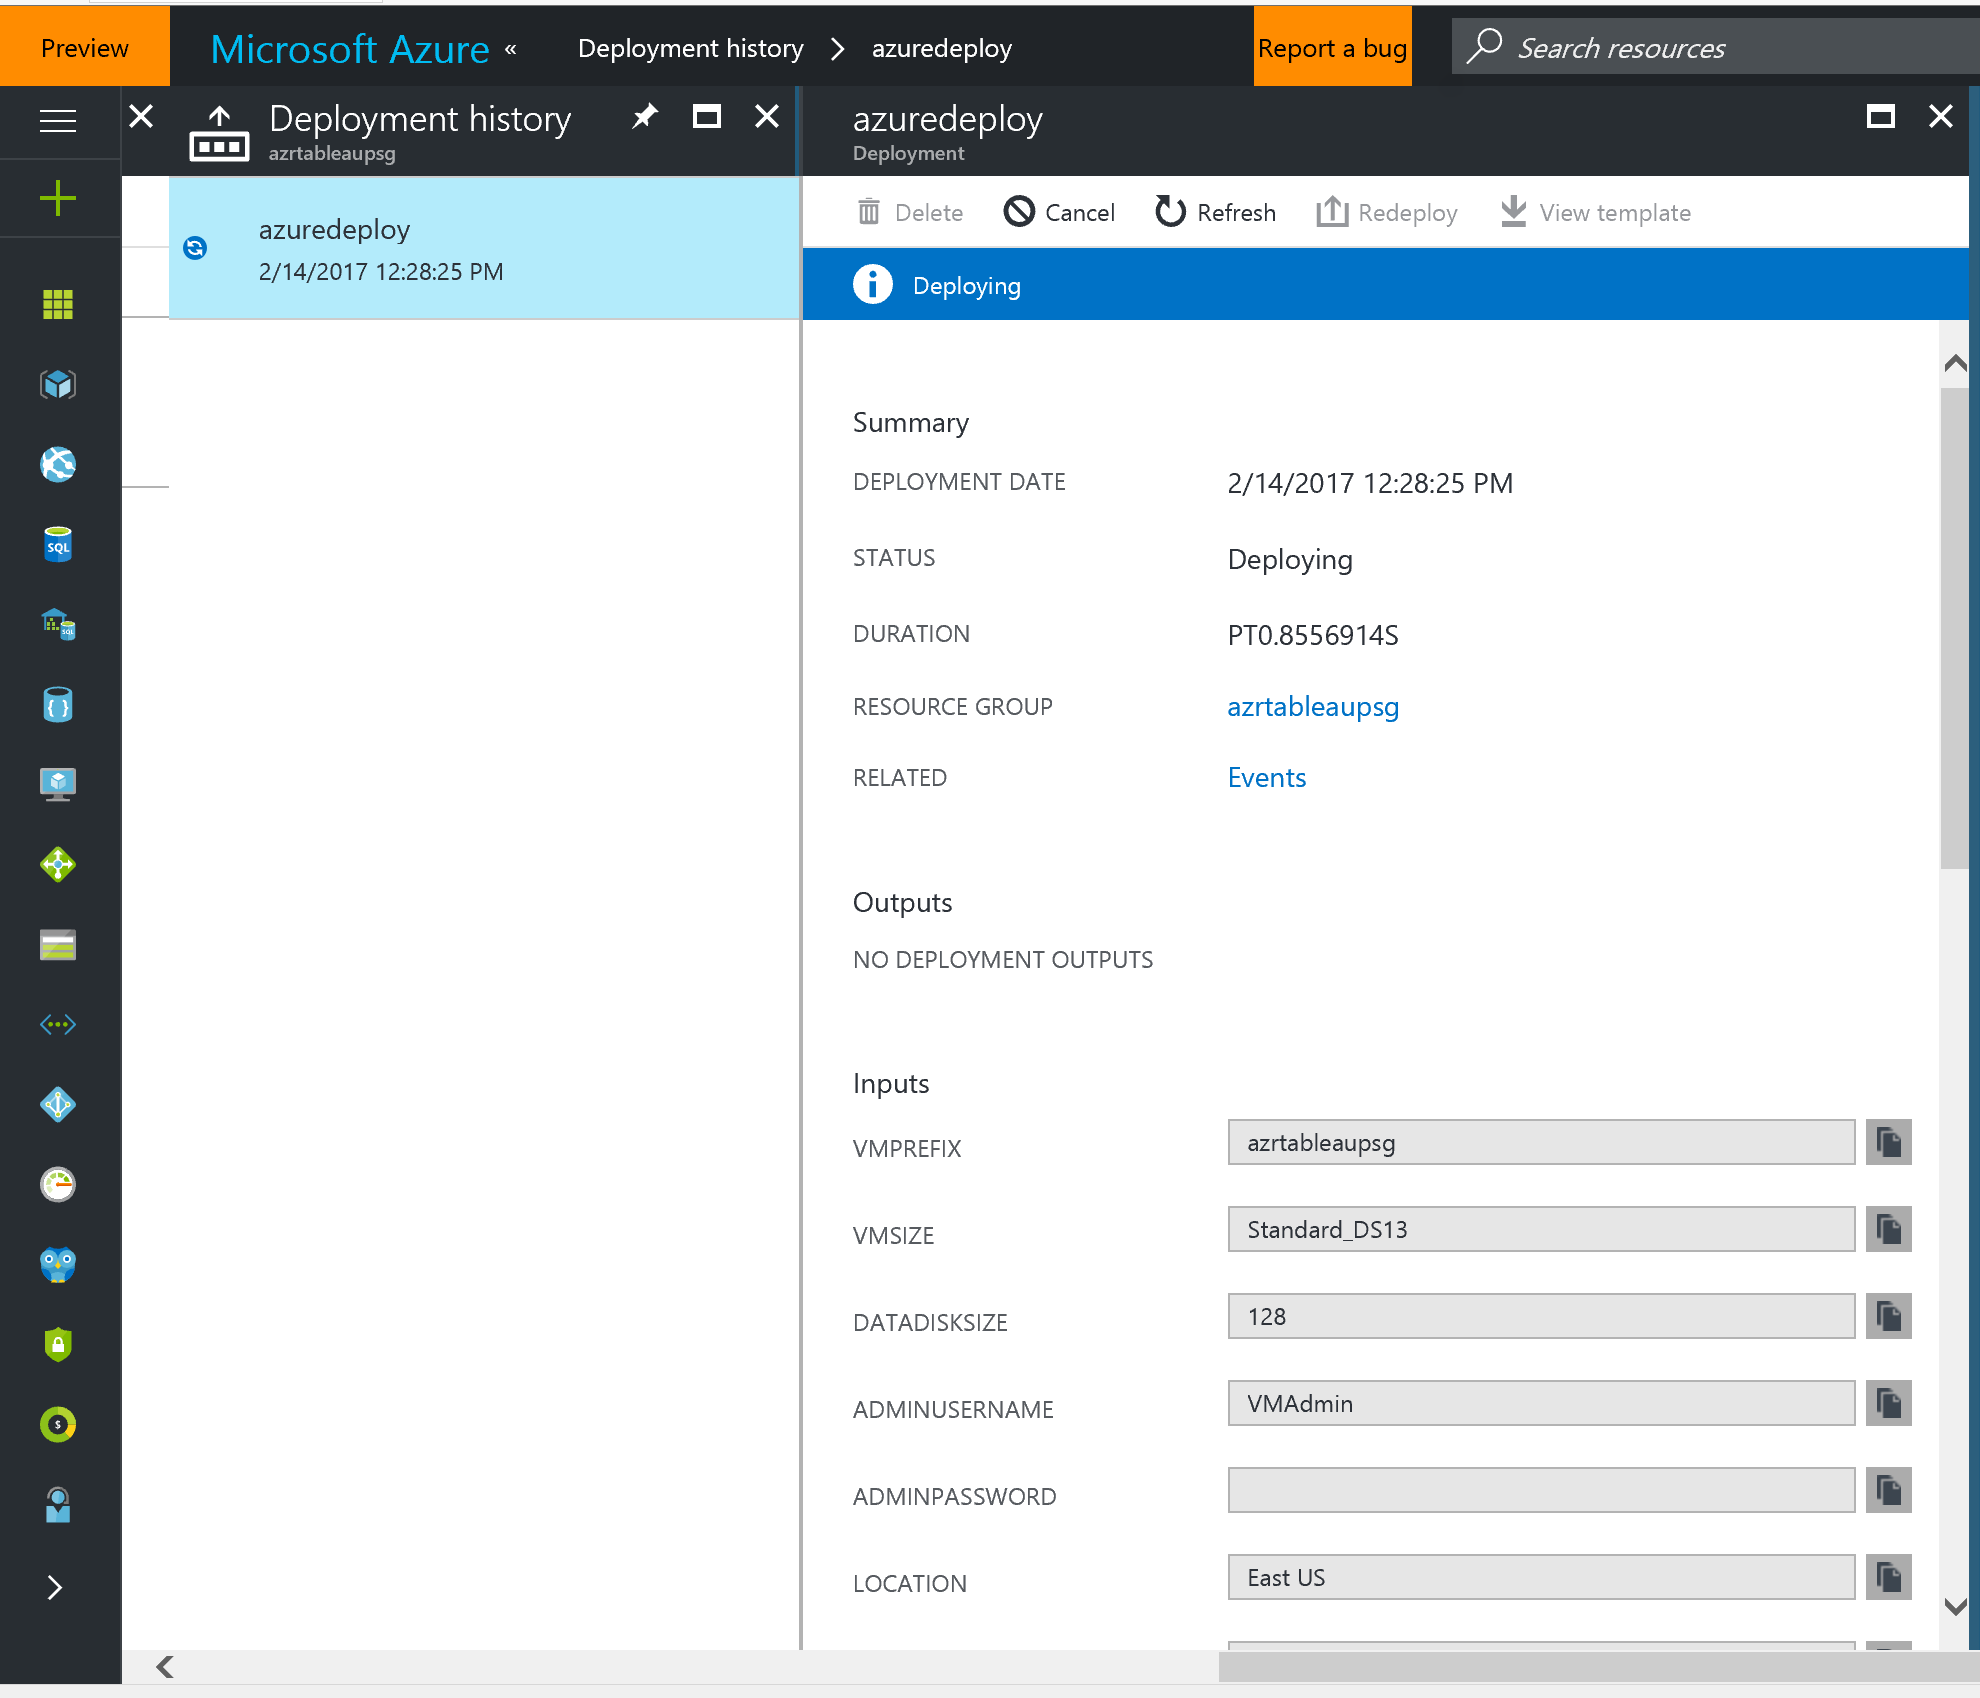 Preview
Microsoft Azure «
Deployment history > azuredeploy
Report a bug
Search resources
Deployment history
azrtableaupsg
azuredeploy
2/14/2017 12:28:25 PM
azuredeploy
Deployment
Delete
Cancel
Refresh
Redeploy
View template
Deploying
Summary
DEPLOYMENT DATE 2/14/2017 12:28:25 PM
STATUS Deploying
DURATION PT0.8556914S
RESOURCE GROUP azrtableaupsg
RELATED Events
Outputs
NO DEPLOYMENT OUTPUTS
Inputs
VMPREFIX azrtableaupsg
VMSIZE Standard_DS13
DATADISKSIZE 128
ADMINUSERNAME VMAdmin
ADMINPASSWORD
LOCATION East US
SQL
SQL